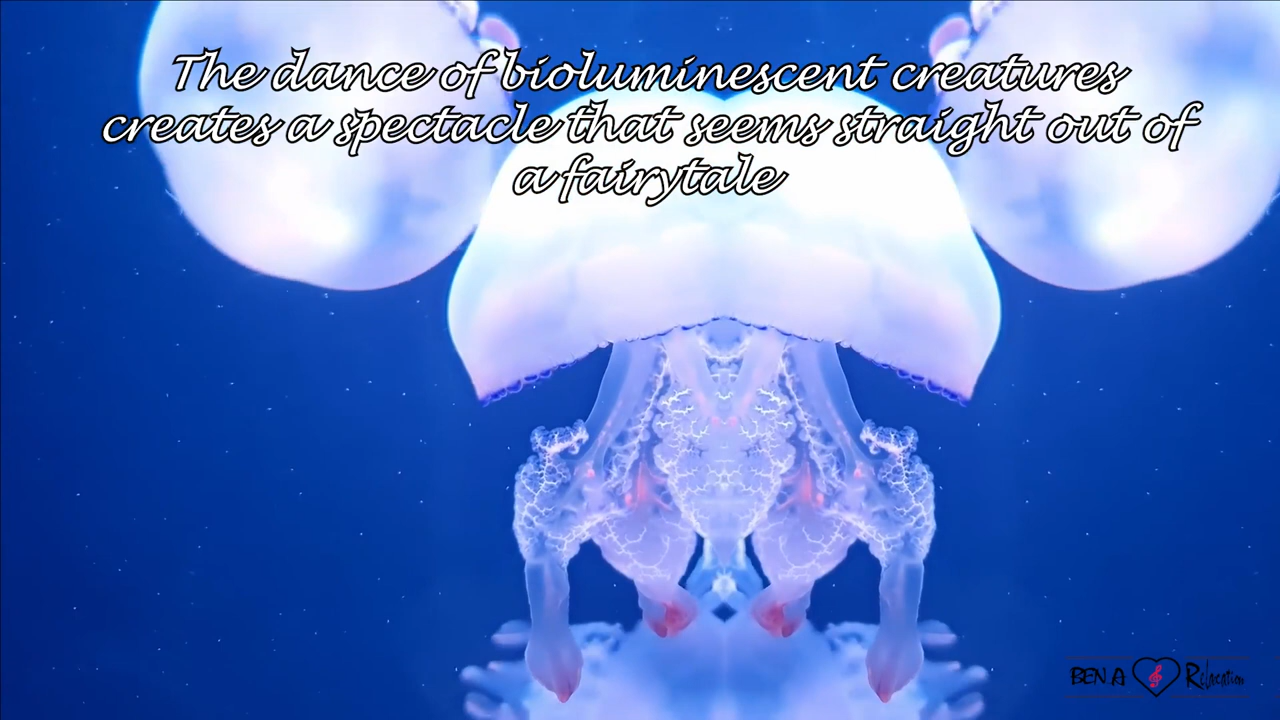 The dance of bioluminescent creatures
creates a spectacle that seems straight out of
a fairytale
BEN A Relaxation